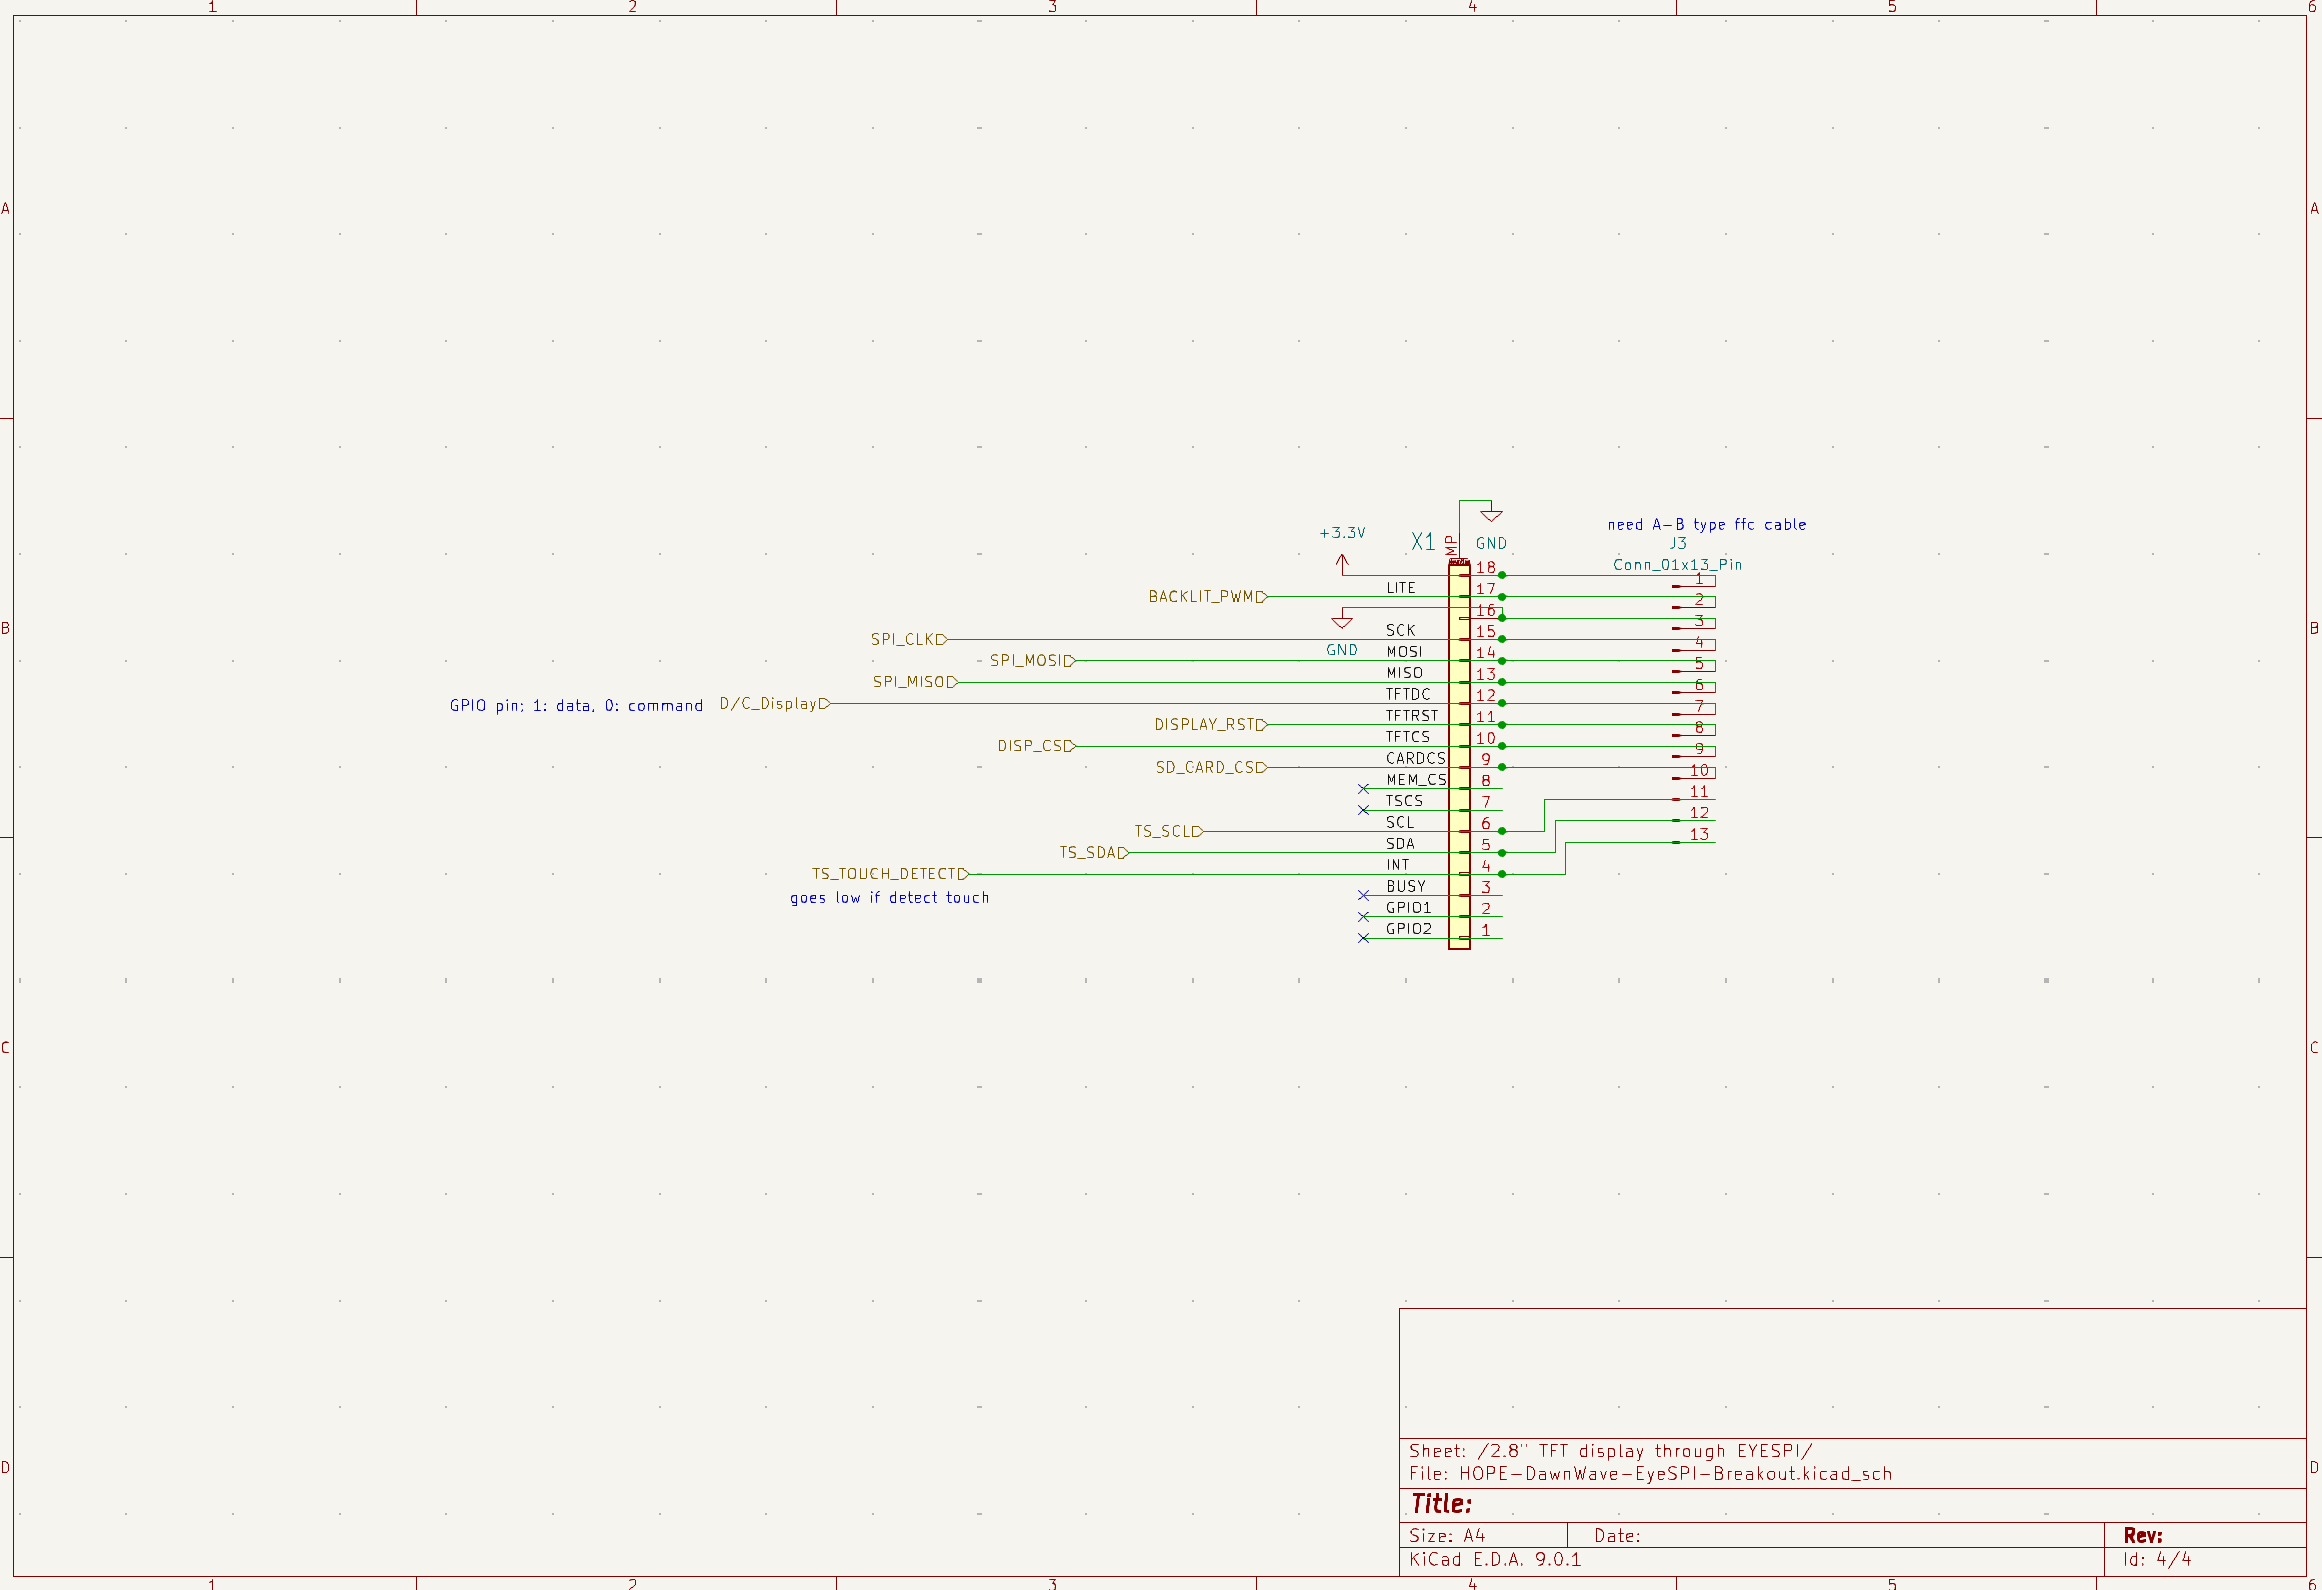 1 2 3 4 5 6
A A
need A-B type ffc cable
+3.3V X1 MP GND J3
Conn_01x13_Pin
18 1
BACKLIT_PWM LITE 17 2
16 3
SPI_CLK SCK 15 4
B GND B
SPI_MOSI MOSI 14 5
SPI_MISO MISO 13 6
GPIO pin; 1: data, 0: command D/C_Display TFTDC 12 7
DISPLAY_RST TFTRST 11 8
DISP_CS TFTCS 10 9
SD_CARD_CS CARDCS 9 10
MEM_CS 8 11
TSCS 7 12
TS_SCL SCL 6 13
TS_SDA SDA 5
TS_TOUCH_DETECT INT 4
goes low if detect touch BUSY 3
GPIO1 2
GPIO2 1
C C
Sheet: /2.8" TFT display through EYESPI/
File: HOPE-DawnWave-EyeSPI-Breakout.kicad_sch
D D
Title:
Size: A4 Date: Rev:
KiCad E.D.A. 9.0.1 Id: 4/4
1 2 3 4 5 6